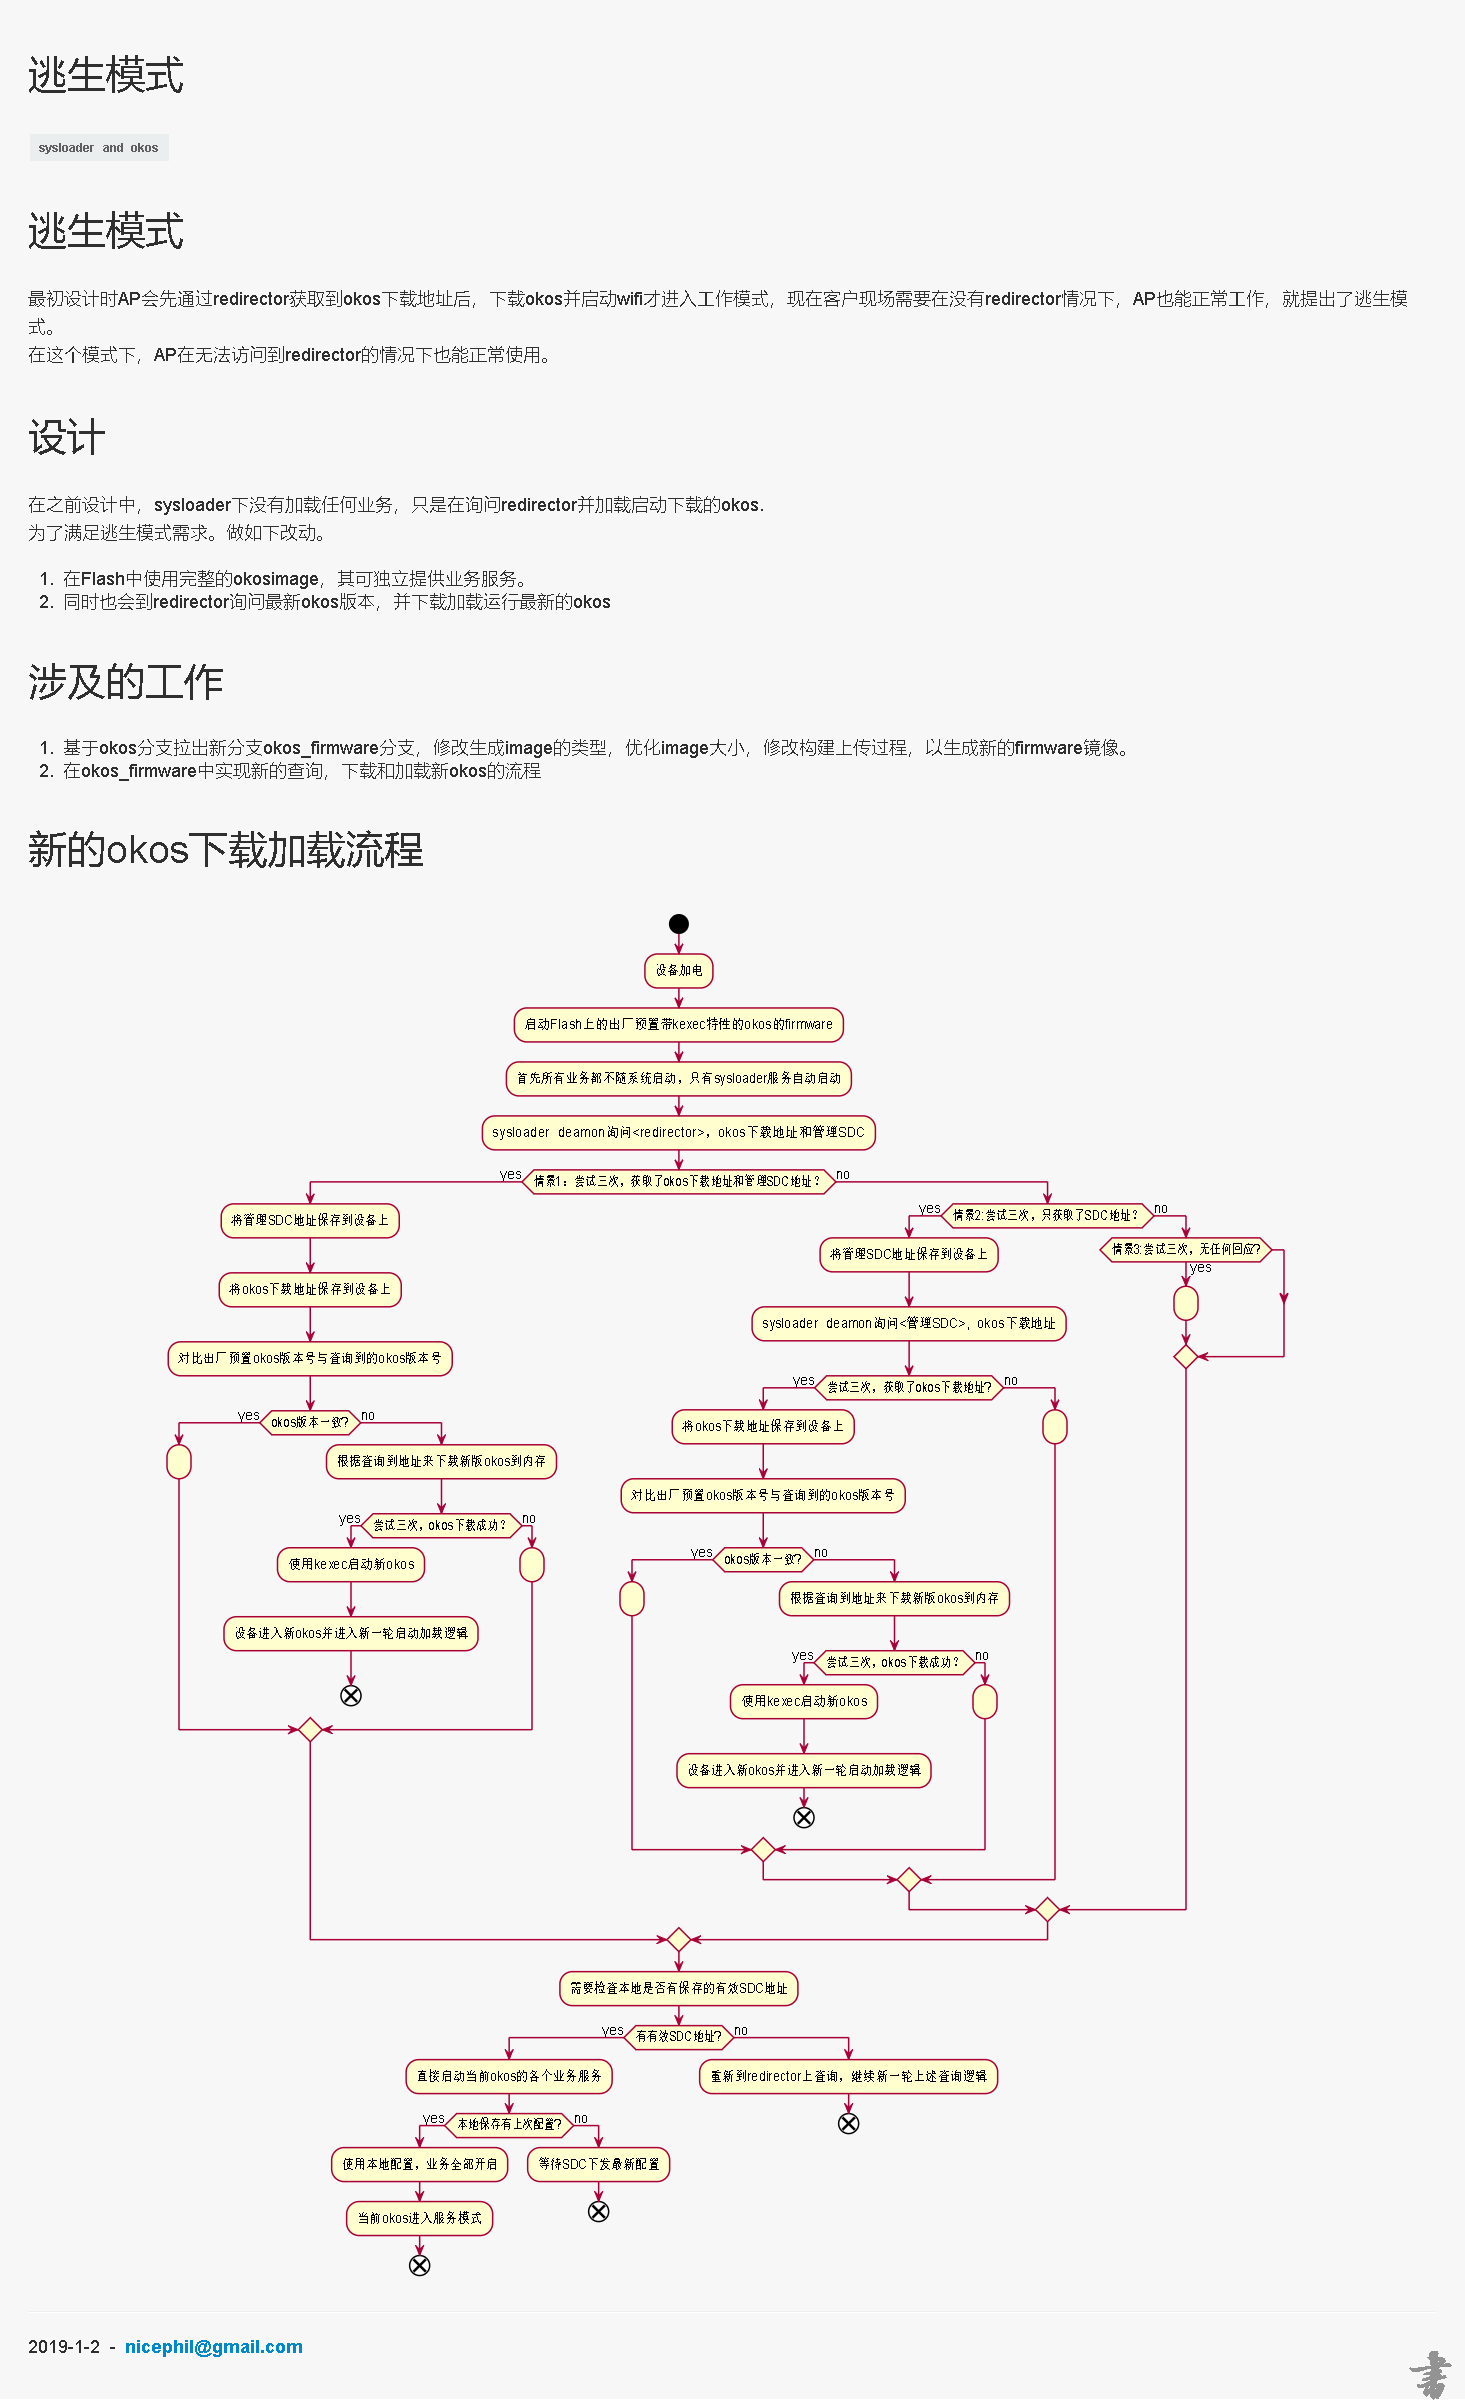 逃生模式
sysloader and okos
逃生模式
最初设计时AP会先通过redirector获取到okos下载地址后，下载okos并启动wifi才进入工作模式，现在客户现场需要在没有redirector情况下，AP也能正常工作，就提出了逃生模
式。
在这个模式下，AP在无法访问到redirector的情况下也能正常使用。
设计
在之前设计中，sysloader下没有加载任何业务，只是在询问redirector并加载启动下载的okos.
为了满足逃生模式需求。做如下改动。
1. 在Flash中使用完整的okosimage，其可独立提供业务服务。
2. 同时也会到redirector询问最新okos版本，并下载加载运行最新的okos
涉及的工作
1. 基于okos分支拉出新分支okos_firmware分支，修改生成image的类型，优化image大小，修改构建上传过程，以生成新的firmware镜像。
2. 在okos_firmware中实现新的查询，下载和加载新okos的流程
新的okos下载加载流程
设备加电
启动Flash上的出厂预置带kexec特性的okos的firmware
首先所有业务都不随系统启动，只有sysloader服务自动启动
sysloader deamon询问<redirector>，okos下载地址和管理SDC
yes
情景1：尝试三次，获取了okos下载地址和管理SDC地址？
no
将管理SDC地址保存到设备上
yes
情景2:尝试三次，只获取了SDC地址？
no
将管理SDC地址保存到设备上
情景3:尝试三次，无任何回应?
yes
将okos下载地址保存到设备上
sysloader deamon询问<管理SDC>, okos下载地址
对比出厂预置okos版本号与查询到的okos版本号
yes
尝试三次，获取了okos下载地址?
no
yes
okos版本一致?
no
将okos下载地址保存到设备上
根据查询到地址来下载新版okos到内存
对比出厂预置okos版本号与查询到的okos版本号
yes
尝试三次，okos下载成功？
no
使用kexec启动新okos
yes
okos版本一致?
no
根据查询到地址来下载新版okos到内存
设备进入新okos并进入新一轮启动加载逻辑
yes
尝试三次，okos下载成功？
no
使用kexec启动新okos
设备进入新okos并进入新一轮启动加载逻辑
需要检查本地是否有保存的有效SDC地址
yes
有有效SDC地址?
no
直接启动当前okos的各个业务服务
重新到redirector上查询，继续新一轮上述查询逻辑
yes
本地保存有上次配置?
no
使用本地配置，业务全部开启
等待SDC下发最新配置
当前okos进入服务模式
2019-1-2 - nicephil@gmail.com
書